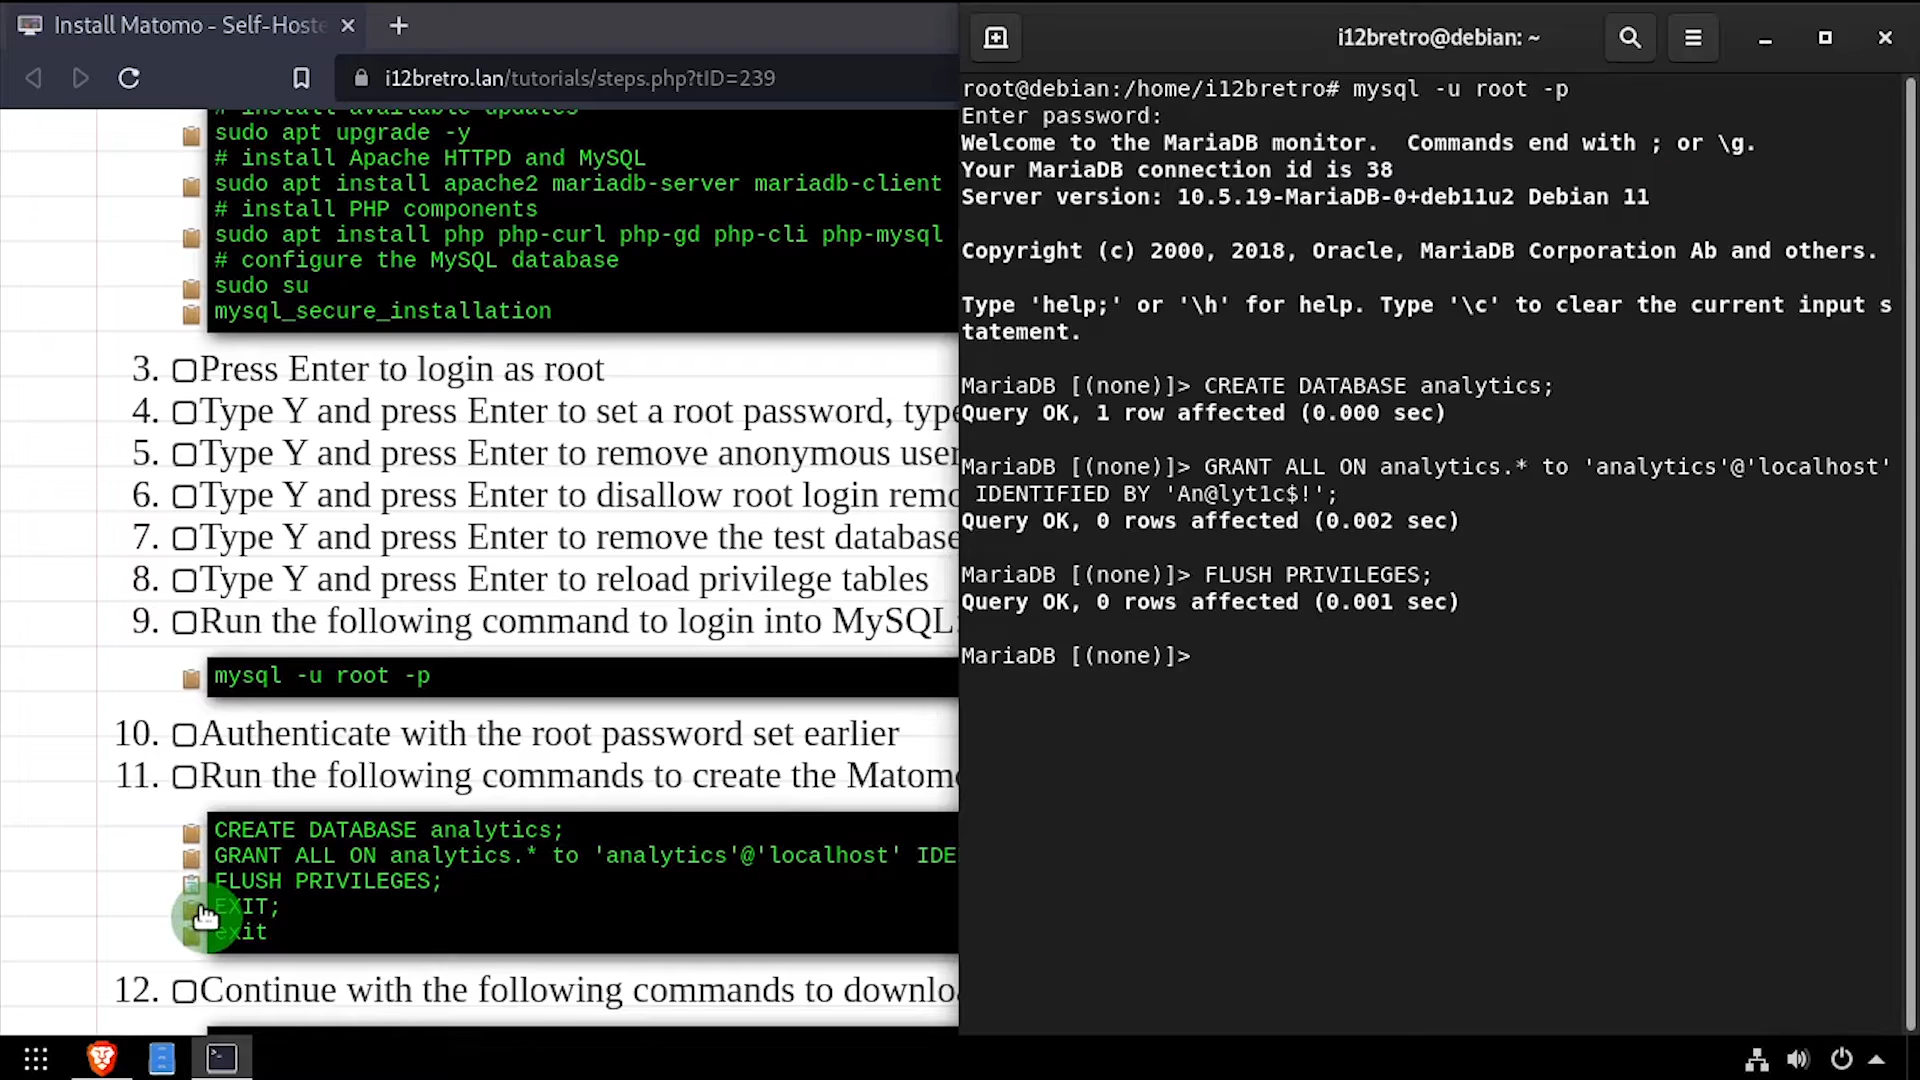 Install Matomo - Self-Hoste
i12bretro.lan/tutorials/steps.php?tID=239
# install available updates
sudo apt upgrade -y
# install Apache HTTPD and MySQL
sudo apt install apache2 mariadb-server mariadb-client
# install PHP components
sudo apt install php php-curl php-gd php-cli php-mysql
# configure the MySQL database
sudo su
mysql_secure_installation
3. Press Enter to login as root
4. Type Y and press Enter to set a root password, type
5. Type Y and press Enter to remove anonymous user
6. Type Y and press Enter to disallow root login remo
7. Type Y and press Enter to remove the test database
8. Type Y and press Enter to reload privilege tables
9. Run the following command to login into MySQL:
mysql -u root -p
10. Authenticate with the root password set earlier
11. Run the following commands to create the Matomo
CREATE DATABASE analytics;
GRANT ALL ON analytics.* to 'analytics'@'localhost' IDE
FLUSH PRIVILEGES;
EXIT;
exit
12. Continue with the following commands to downlo
i12bretro@debian: ~
root@debian:/home/i12bretro# mysql -u root -p
Enter password:
Welcome to the MariaDB monitor.  Commands end with ; or \g.
Your MariaDB connection id is 38
Server version: 10.5.19-MariaDB-0+deb11u2 Debian 11
Copyright (c) 2000, 2018, Oracle, MariaDB Corporation Ab and others.
Type 'help;' or '\h' for help. Type '\c' to clear the current input s
tatement.
MariaDB [(none)]> CREATE DATABASE analytics;
Query OK, 1 row affected (0.000 sec)
MariaDB [(none)]> GRANT ALL ON analytics.* to 'analytics'@'localhost'
IDENTIFIED BY 'An@lyt1c$!';
Query OK, 0 rows affected (0.002 sec)
MariaDB [(none)]> FLUSH PRIVILEGES;
Query OK, 0 rows affected (0.001 sec)
MariaDB [(none)]>